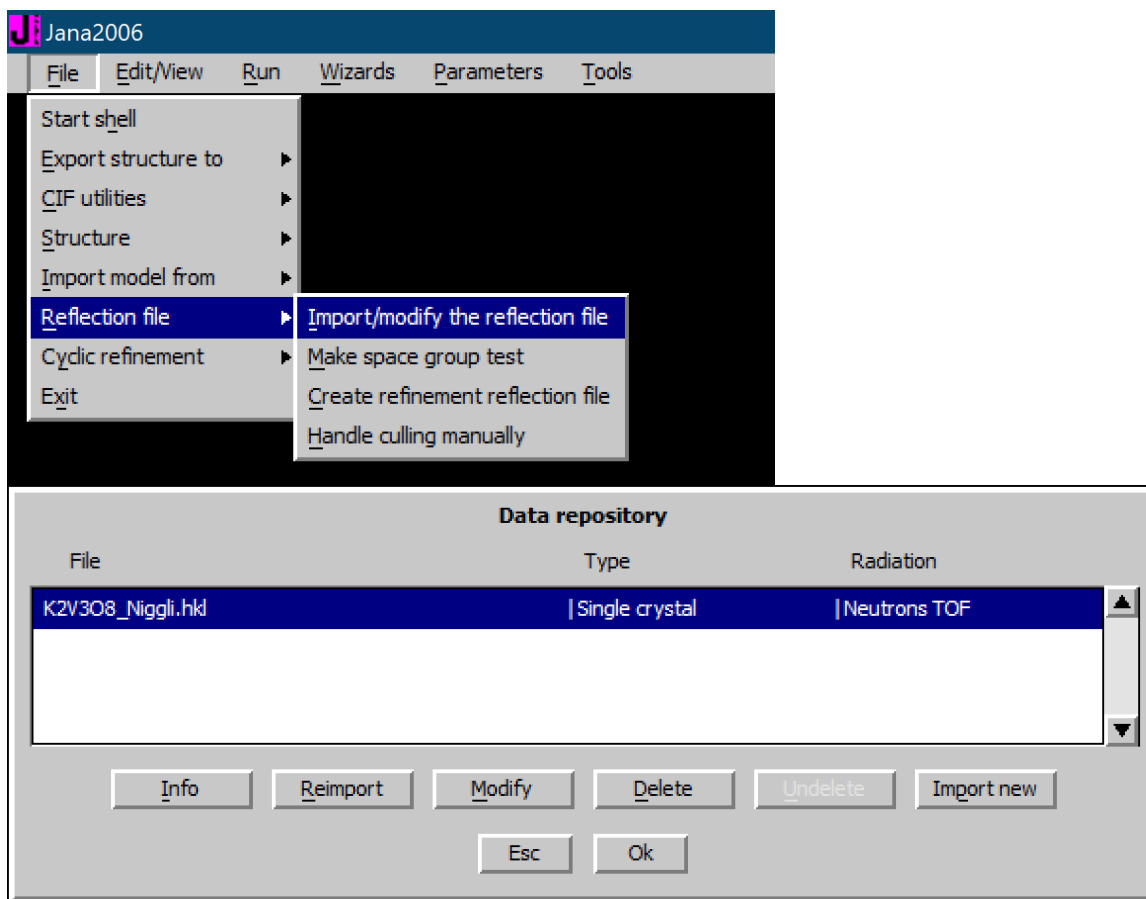 Jana2006
File Edit/View Run Wizards Parameters Tools
Start shell
Export structure to
CIF utilities
Structure
Import model from
Reflection file
Cyclic refinement
Exit
Import/modify the reflection file
Make space group test
Create refinement reflection file
Handle culling manually
Data repository
File Type Radiation
K2V3O8_Niggli.hkl |Single crystal |Neutrons TOF
Info Reimport Modify Delete Undelete Import new
Esc Ok